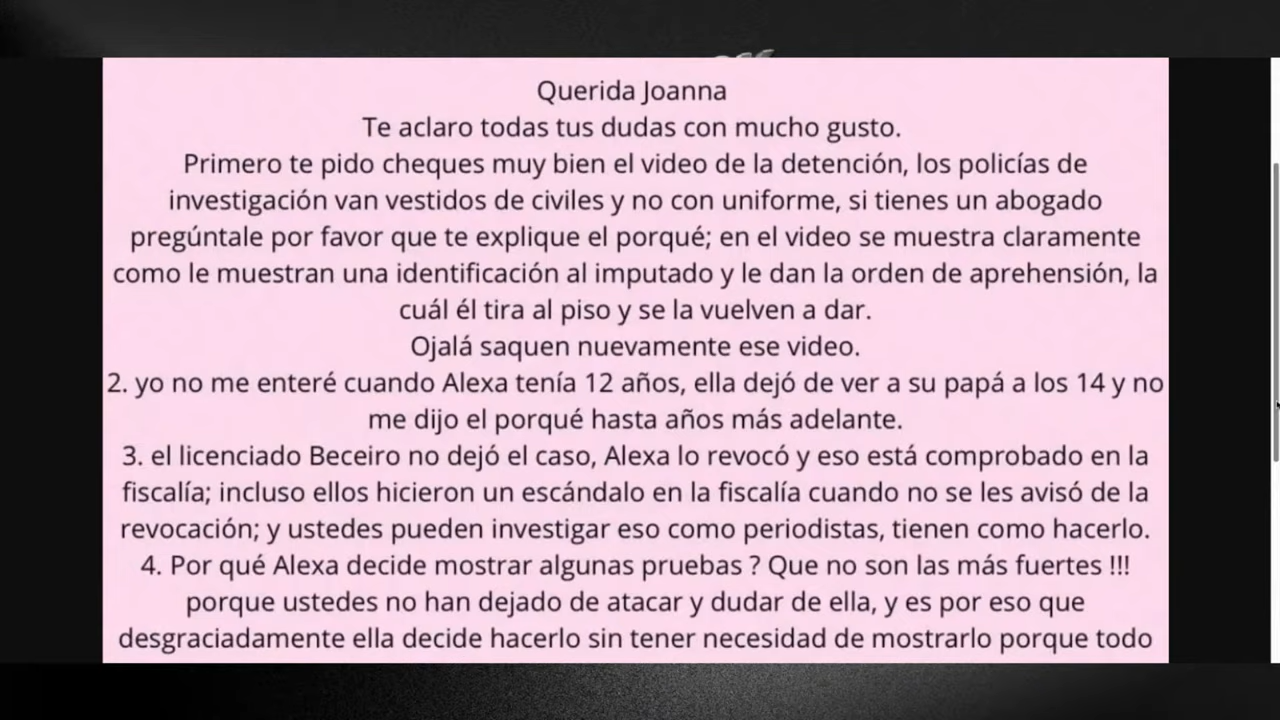 Querida Joanna
Te aclaro todas tus dudas con mucho gusto.
Primero te pido cheques muy bien el video de la detención, los policías de
investigación van vestidos de civiles y no con uniforme, si tienes un abogado
pregúntale por favor que te explique el porqué; en el video se muestra claramente
como le muestran una identificación al imputado y le dan la orden de aprehensión, la
cuál él tira al piso y se la vuelven a dar.
Ojalá saquen nuevamente ese video.
2. yo no me enteré cuando Alexa tenía 12 años, ella dejó de ver a su papá a los 14 y no
me dijo el porqué hasta años más adelante.
3. el licenciado Beceiro no dejó el caso, Alexa lo revocó y eso está comprobado en la
fiscalía; incluso ellos hicieron un escándalo en la fiscalía cuando no se les avisó de la
revocación; y ustedes pueden investigar eso como periodistas, tienen como hacerlo.
4. Por qué Alexa decide mostrar algunas pruebas ? Que no son las más fuertes !!!
porque ustedes no han dejado de atacar y dudar de ella, y es por eso que
desgraciadamente ella decide hacerlo sin tener necesidad de mostrarlo porque todo